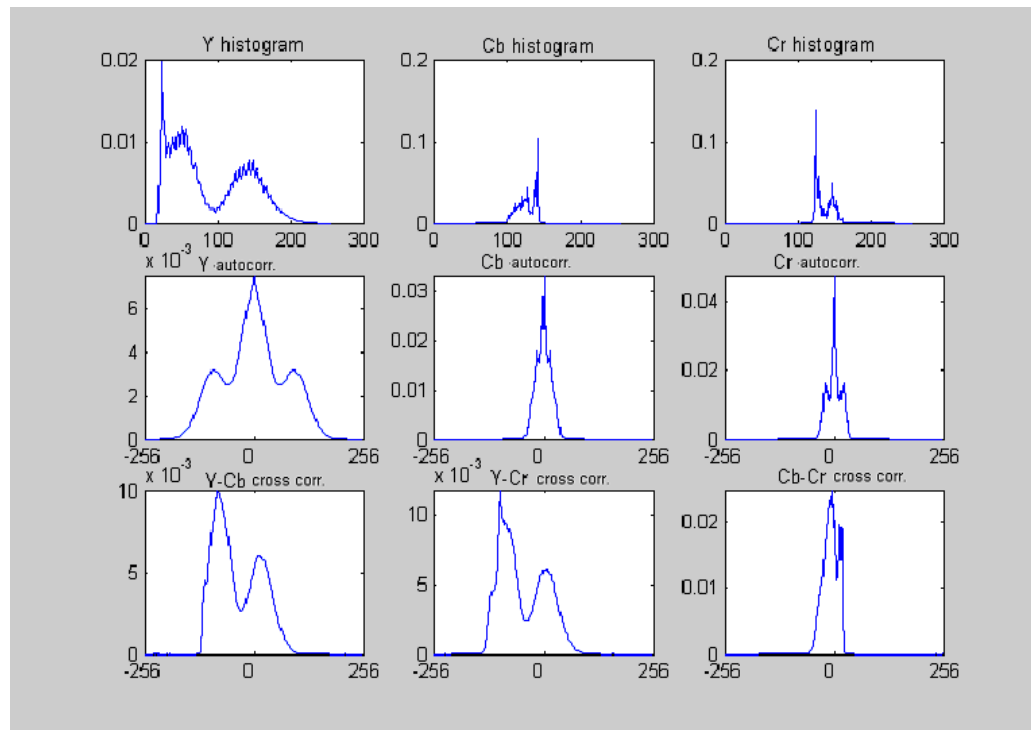 Y histogram
Cb histogram
Cr histogram
0.02
0.01
0
0 100 200 300
0.2
0.1
0
0 100 200 300
0.2
0.1
0
0 100 200 300
x 10-3
Y -autocorr.
Cb -autocorr.
Cr -autocorr.
6
4
2
0
-256 0 256
0.03
0.02
0.01
0
-256 0 256
0.04
0.02
0
-256 0 256
x 10-3
Y-Cb cross corr.
x 10-3
Y-Cr cross corr.
Cb-Cr cross corr.
10
5
0
-256 0 256
10
5
0
-256 0 256
0.02
0.01
0
-256 0 256